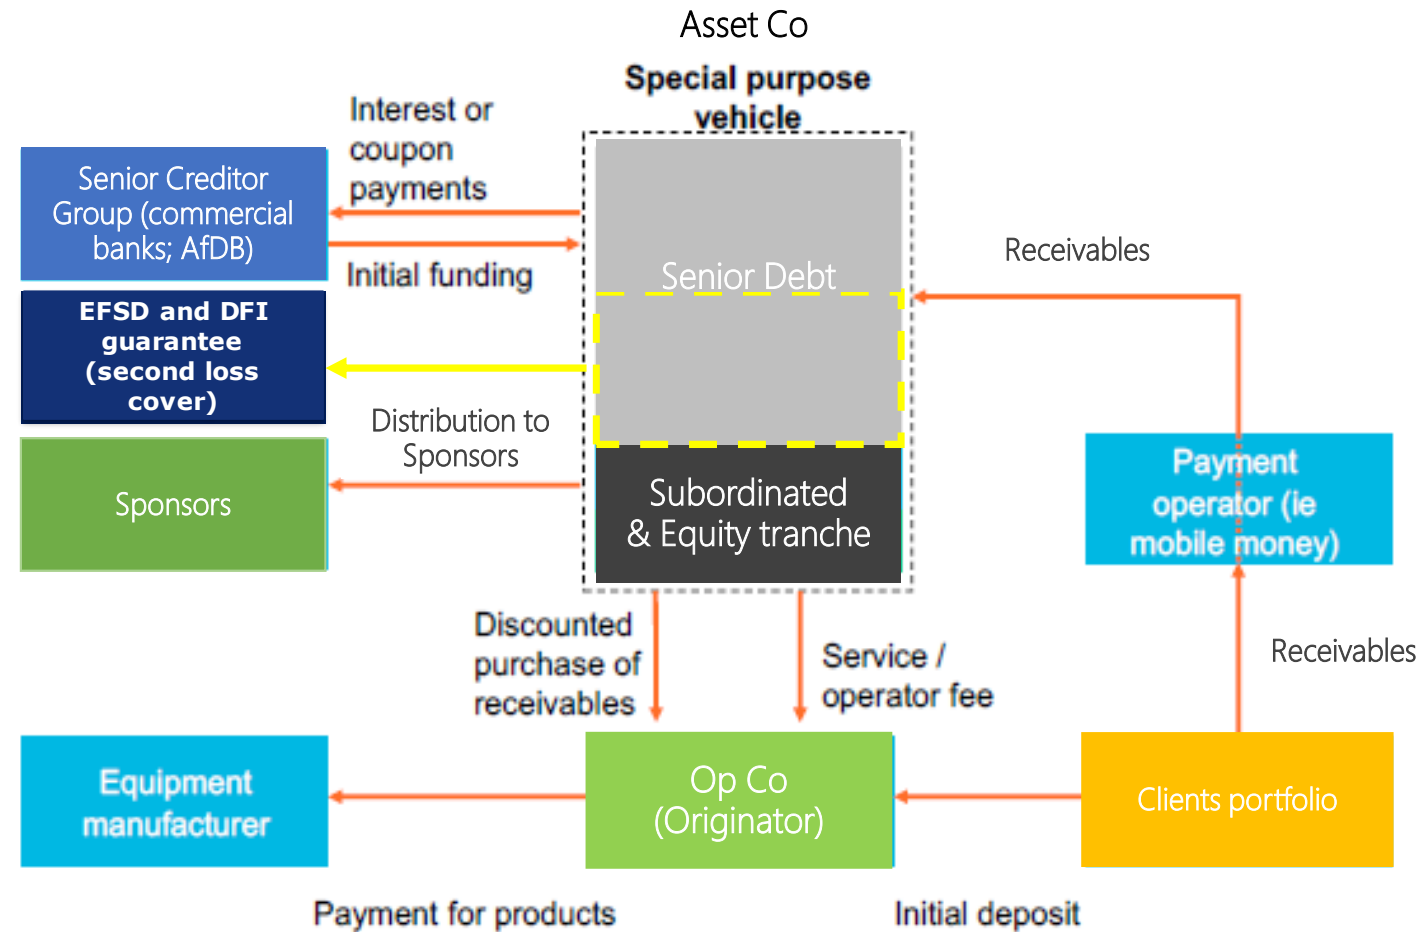 Asset Co
Special purpose
vehicle
Interest or
coupon
payments
Senior Creditor
Group (commercial
banks; AfDB)
Initial funding
Senior Debt
Receivables
EFSD and DFI
guarantee
(second loss
cover)
Distribution to
Sponsors
Sponsors
Subordinated
& Equity tranche
Payment
operator (ie
mobile money)
Discounted
purchase of
receivables
Service /
operator fee
Receivables
Equipment
manufacturer
Op Co
(Originator)
Clients portfolio
Payment for products
Initial deposit